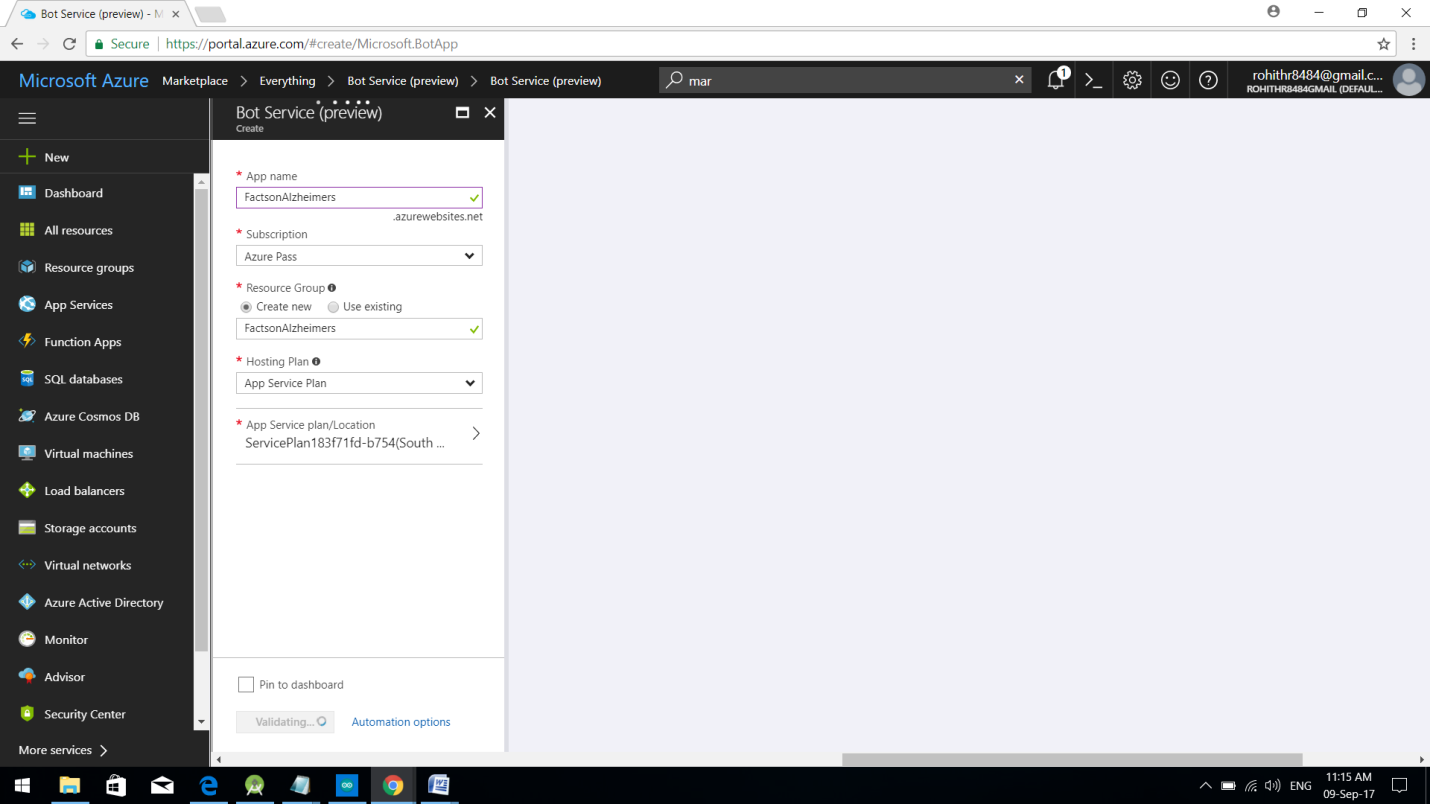 Bot Service (preview) - M
Secure
https://portal.azure.com/#create/Microsoft.BotApp
Microsoft Azure Marketplace > Everything > Bot Service (preview) > Bot Service (preview)
mar
1
rohithr8484@gmail.c...
ROHITHR8484GMAIL (DEFAUL...
New
Dashboard
All resources
Resource groups
App Services
Function Apps
SQL databases
Azure Cosmos DB
Virtual machines
Load balancers
Storage accounts
Virtual networks
Azure Active Directory
Monitor
Advisor
Security Center
More services >
Bot Service (preview)
Create
* App name
FactsonAlzheimers
.azurewebsites.net
* Subscription
Azure Pass
* Resource Group
Create new Use existing
FactsonAlzheimers
* Hosting Plan
App Service Plan
* App Service plan/Location
ServicePlan183f71fd-b754(South ...
Pin to dashboard
Validating... Automation options
ENG
11:15 AM
09-Sep-17